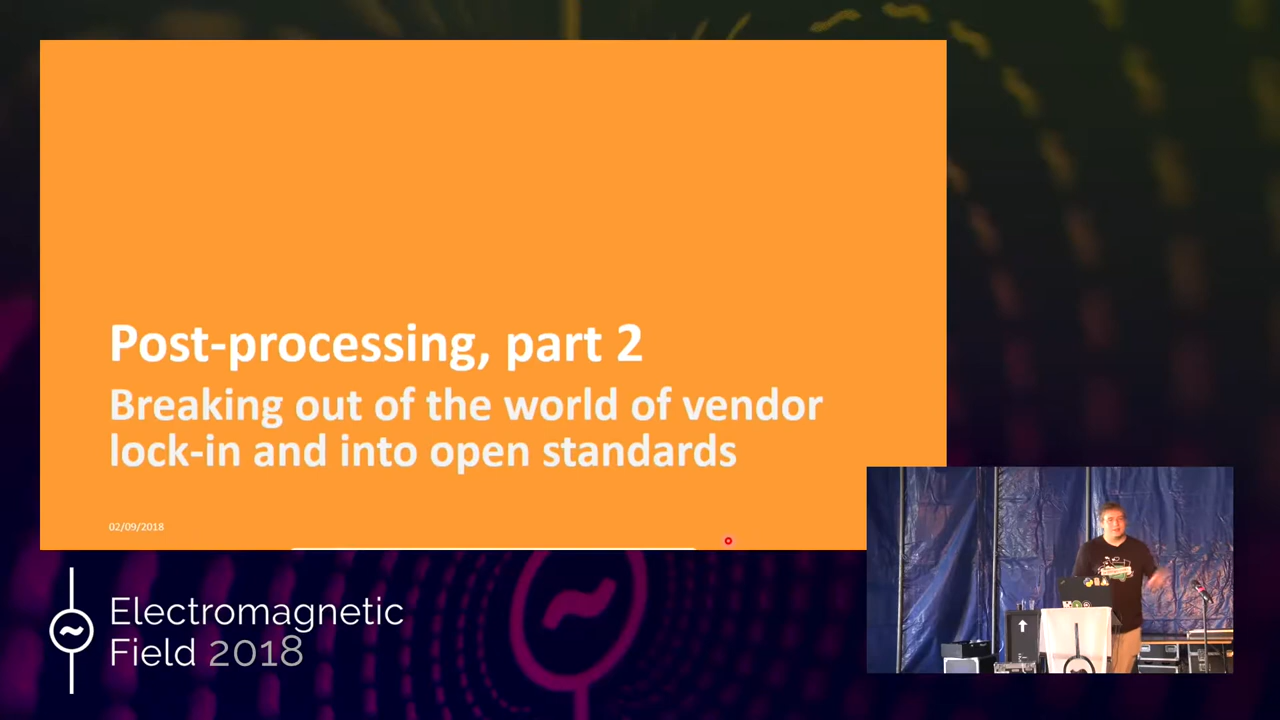 Post-processing, part 2
Breaking out of the world of vendor
lock-in and into open standards
02/09/2018
Electromagnetic
Field 2018